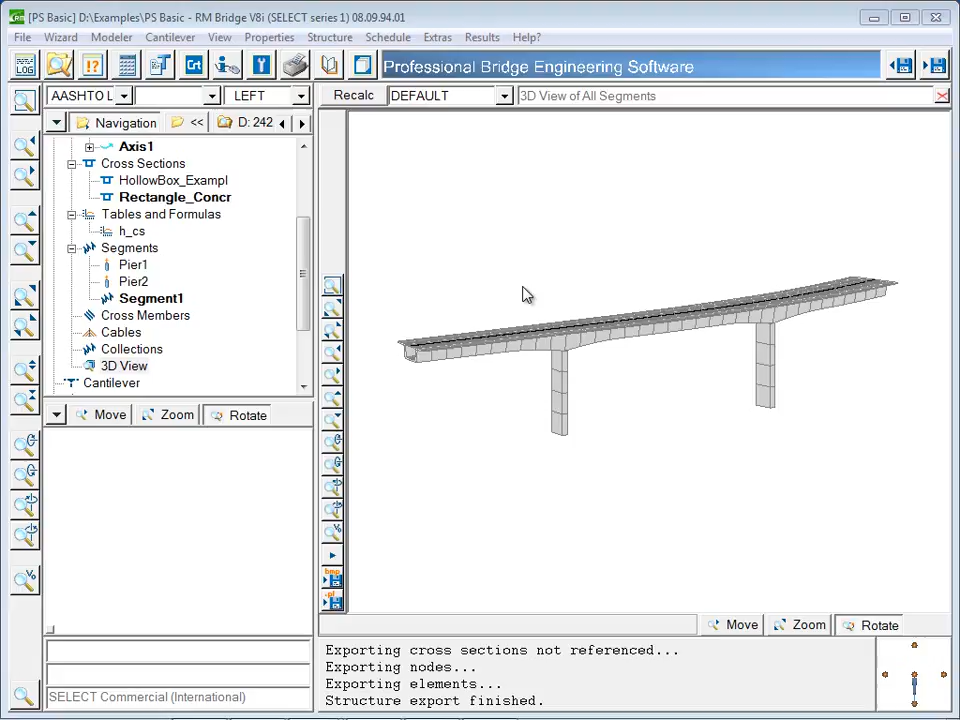 [PS Basic] D:\Examples\PS Basic - RM Bridge V8i (SELECT series 1) 08.09.94.01
File Wizard Modeler Cantilever View Properties Structure Schedule Extras Results Help?
LOG !? Crt Professional Bridge Engineering Software
AASHTO L LEFT Recalc DEFAULT 3D View of All Segments
Navigation << D: 242
Axis1
Cross Sections
HollowBox_Exampl
Rectangle_Concr
Tables and Formulas
h_cs
Segments
Pier1
Pier2
Segment1
Cross Members
Cables
Collections
3D View
Cantilever
Move Zoom Rotate
bmp
.pl
Move Zoom Rotate
Exporting cross sections not referenced...
Exporting nodes...
Exporting elements...
Structure export finished.
SELECT Commercial (International)